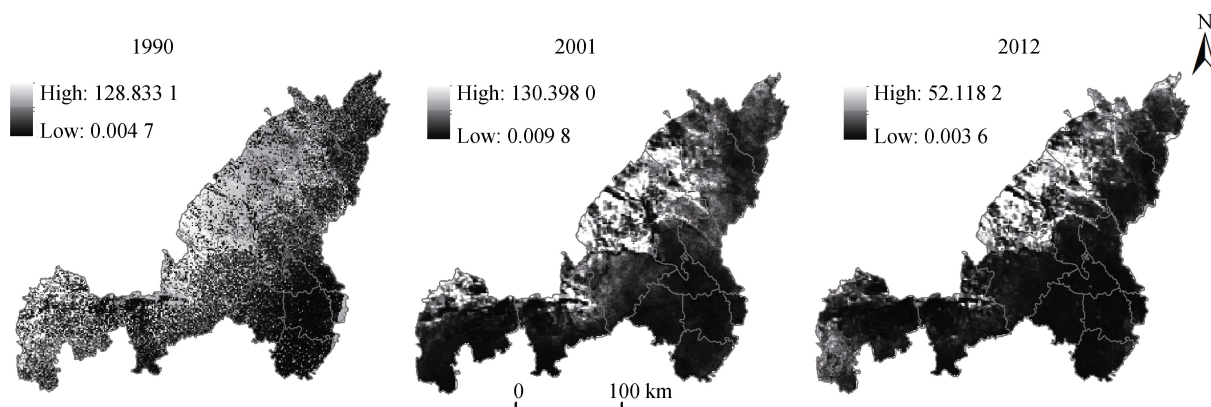 1990
High: 128.833 1
Low: 0.004 7
2001
High: 130.398 0
Low: 0.009 8
2012
High: 52.118 2
Low: 0.003 6
N
0 100 km